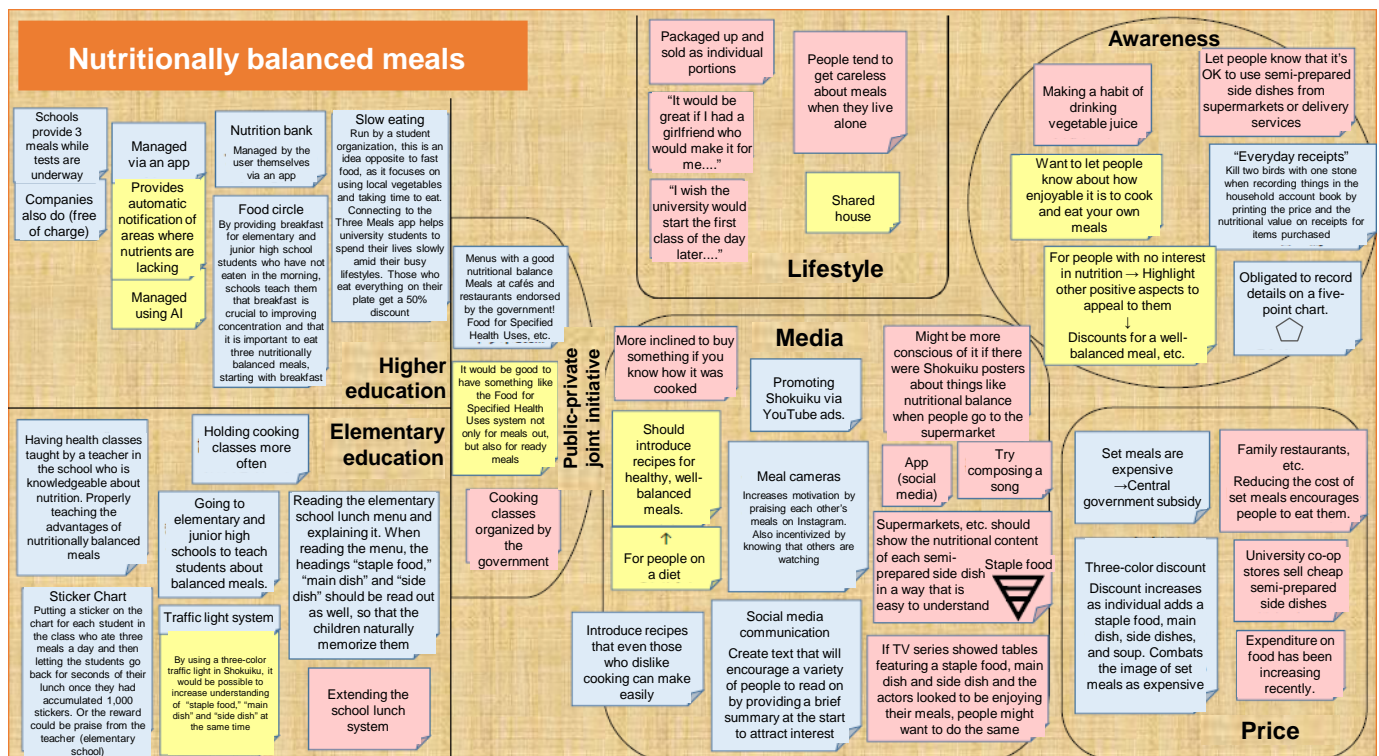 Nutritionally balanced meals
Schools
provide 3
meals while
tests are
underway
Companies
also do (free
of charge)
Managed
via an app
Provides
automatic
notification of
areas where
nutrients are
lacking
Managed
using AI
Nutrition bank
Managed by the
user themselves
via an app
Food circle
By providing breakfast
for elementary and
junior high school
students who have not
eaten in the morning,
schools teach them
that breakfast is
crucial to improving
concentration and that
it is important to eat
three nutritionally
balanced meals,
starting with breakfast
Slow eating
Run by a student
organization, this is an
idea opposite to fast
food, as it focuses on
using local vegetables
and taking time to eat.
Connecting to the
Three Meals app helps
university students to
spend their lives slowly
amid their busy
lifestyles. Those who
eat everything on their
plate get a 50%
discount
Higher
education
Elementary
education
Having health classes
taught by a teacher in
the school who is
knowledgeable about
nutrition. Properly
teaching the
advantages of
nutritionally balanced
meals
Holding cooking
classes more
often
Going to
elementary and
junior high
schools to teach
students about
balanced meals.
Reading the elementary
school lunch menu and
explaining it. When
reading the menu, the
headings “staple food,”
“main dish” and “side
dish” should be read out
as well, so that the
children naturally
memorize them
Sticker Chart
Putting a sticker on the
chart for each student in
the class who ate three
meals a day and then
letting the students go
back for seconds of their
lunch once they had
accumulated 1,000
stickers. Or the reward
could be praise from the
teacher (elementary
school)
Traffic light system
By using a three-color
traffic light in Shokuiku, it
would be possible to
increase understanding
of “staple food,” “main
dish” and “side dish” at
the same time
Extending the
school lunch
system
Menus with a good
nutritional balance
Meals at cafés and
restaurants endorsed
by the government!
Food for Specified
Health Uses, etc.
It would be good to
have something like
the Food for
Specified Health
Uses system not
only for meals out,
but also for ready
meals
Cooking
classes
organized by
the
government
Public-private
joint initiative
Packaged up and
sold as individual
portions
“It would be
great if I had a
girlfriend who
would make it for
me....”
“I wish the
university would
start the first
class of the day
later....”
People tend to
get careless
about meals
when they live
alone
Shared
house
Lifestyle
Awareness
Making a habit of
drinking
vegetable juice
Let people know that it’s
OK to use semi-prepared
side dishes from
supermarkets or delivery
services
Want to let people
know about how
enjoyable it is to cook
and eat your own
meals
“Everyday receipts”
Kill two birds with one stone
when recording things in the
household account book by
printing the price and the
nutritional value on receipts for
items purchased
For people with no interest
in nutrition → Highlight
other positive aspects to
appeal to them
↓
Discounts for a well-
balanced meal, etc.
Obligated to record
details on a five-
point chart.
Media
More inclined to buy
something if you
know how it was
cooked
Promoting
Shokuiku via
YouTube ads.
Might be more
conscious of it if there
were Shokuiku posters
about things like
nutritional balance
when people go to the
supermarket
Should
introduce
recipes for
healthy, well-
balanced
meals.
↑
For people on
a diet
Meal cameras
Increases motivation by
praising each other’s
meals on Instagram.
Also incentivized by
knowing that others are
watching
App
(social
media)
Try
composing a
song
Supermarkets, etc. should
show the nutritional content
of each semi-
prepared side dish
in a way that is
easy to understand
Staple food
Introduce recipes
that even those
who dislike
cooking can make
easily
Social media
communication
Create text that will
encourage a variety
of people to read on
by providing a brief
summary at the start
to attract interest
If TV series showed tables
featuring a staple food, main
dish and side dish and the
actors looked to be enjoying
their meals, people might
want to do the same
Set meals are
expensive
→Central
government subsidy
Family restaurants,
etc.
Reducing the cost of
set meals encourages
people to eat them.
Three-color discount
Discount increases
as individual adds a
staple food, main
dish, side dishes,
and soup. Combats
the image of set
meals as expensive
University co-op
stores sell cheap
semi-prepared
side dishes
Expenditure on
food has been
increasing
recently.
Price